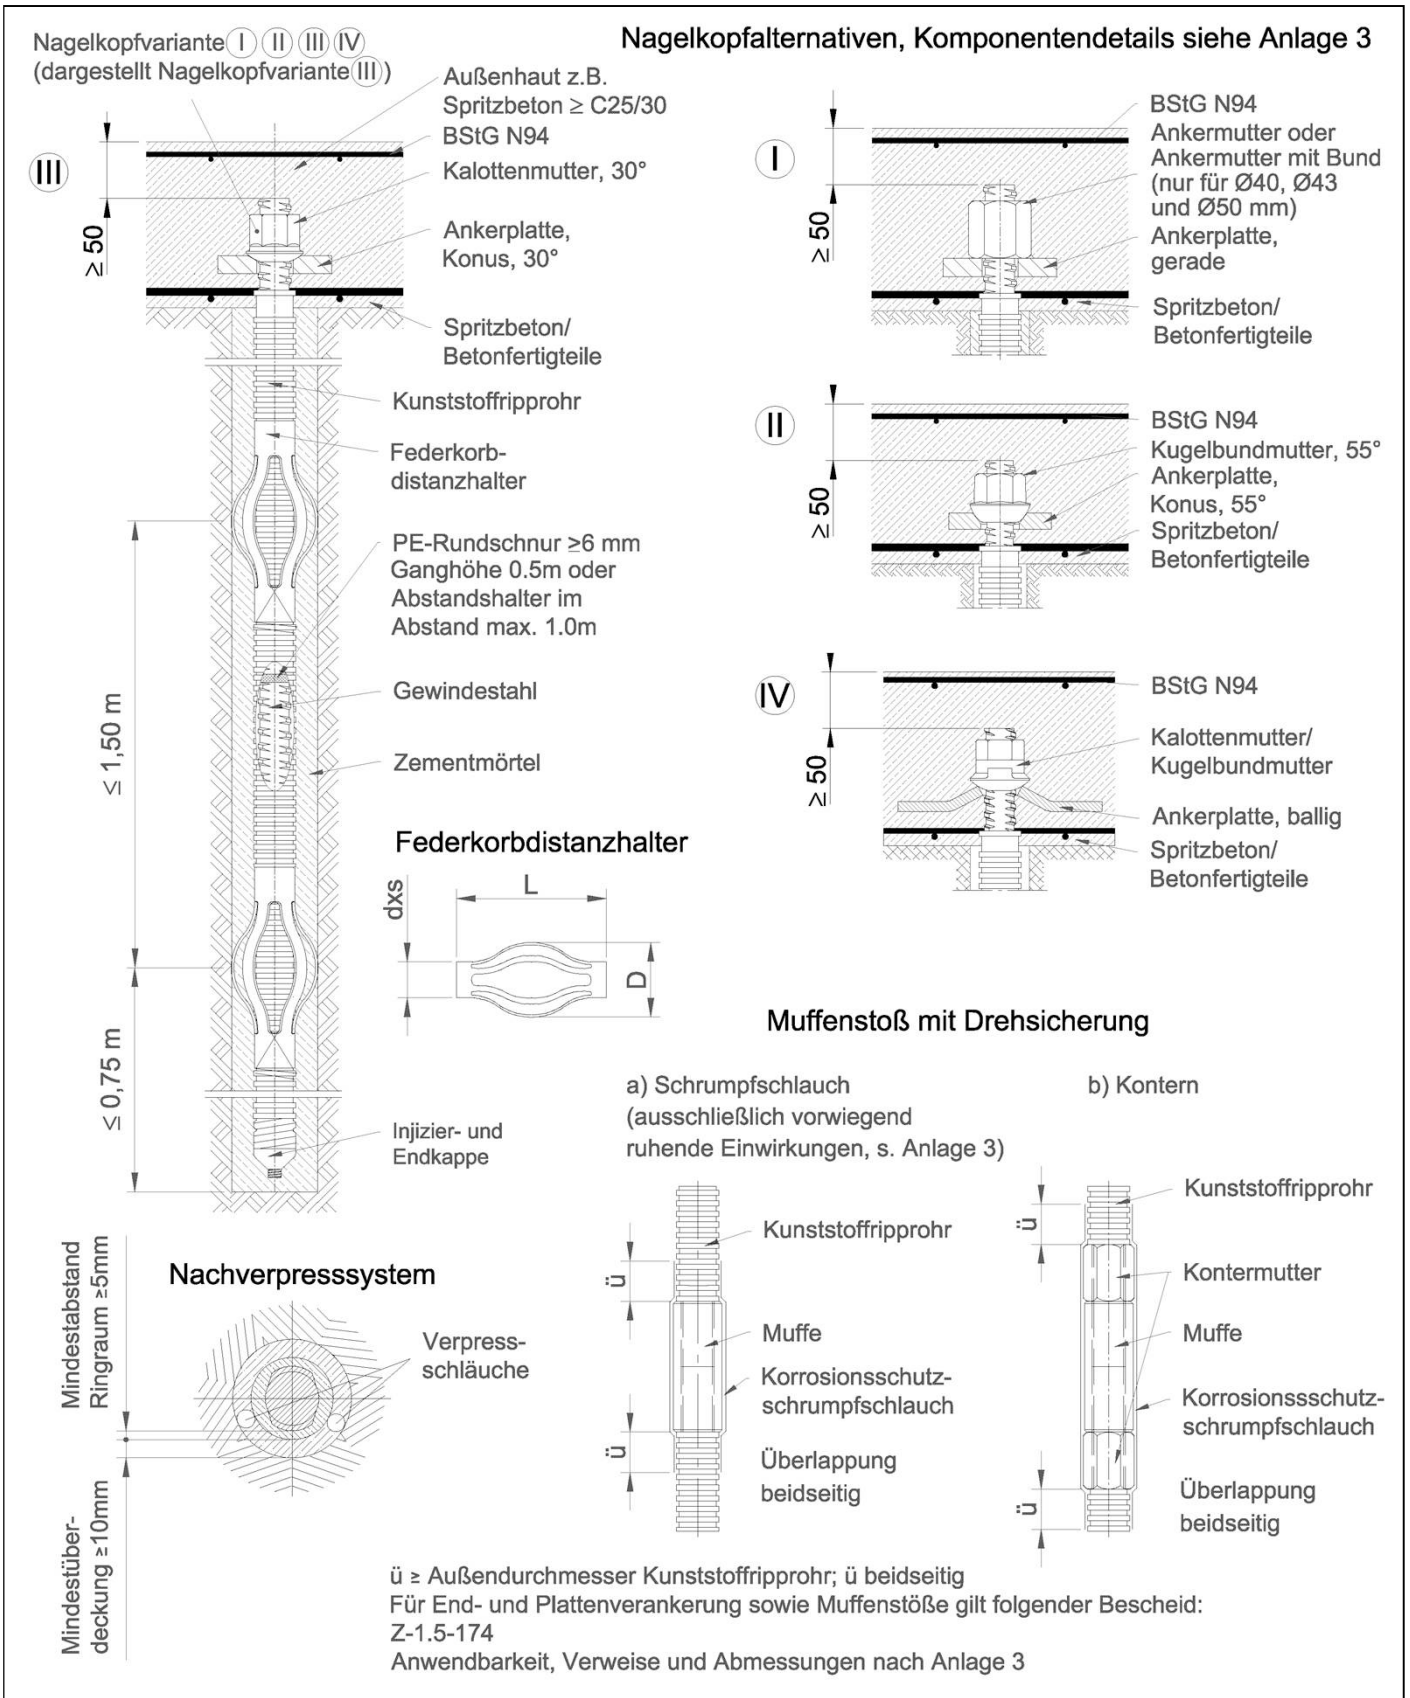 Nagelkopfvariante I II III IV
(dargestellt Nagelkopfvariante III)
III
≥ 50
Außenhaut z.B.
Spritzbeton ≥ C25/30
BStG N94
Kalottenmutter, 30°
Ankerplatte,
Konus, 30°
Spritzbeton/
Betonfertigteile
Kunststoffripprohr
Federkorb-
distanzhalter
PE-Rundschnur ≥6 mm
Ganghöhe 0.5m oder
Abstandshalter im
Abstand max. 1.0m
Gewindestahl
Zementmörtel
≤ 1,50 m
≤ 0,75 m
Injizier- und
Endkappe
Nagelkopfalternativen, Komponentendetails siehe Anlage 3
I
≥ 50
BStG N94
Ankermutter oder
Ankermutter mit Bund
(nur für Ø40, Ø43
und Ø50 mm)
Ankerplatte,
gerade
Spritzbeton/
Betonfertigteile
II
≥ 50
BStG N94
Kugelbundmutter, 55°
Ankerplatte,
Konus, 55°
Spritzbeton/
Betonfertigteile
IV
≥ 50
BStG N94
Kalottenmutter/
Kugelbundmutter
Ankerplatte, ballig
Spritzbeton/
Betonfertigteile
Federkorbdistanzhalter
L
dxs
D
Muffenstoß mit Drehsicherung
a) Schrumpfschlauch
(ausschließlich vorwiegend
ruhende Einwirkungen, s. Anlage 3)
ü
ü
Kunststoffripprohr
Muffe
Korrosionsschutz-
schrumpfschlauch
Überlappung
beidseitig
b) Kontern
ü
ü
Kunststoffripprohr
Kontermutter
Muffe
Korrosionssschutz-
schrumpfschlauch
Überlappung
beidseitig
Nachverpresssystem
Mindestabstand
Ringraum ≥5mm
Mindestüber-
deckung ≥10mm
Verpress-
schläuche
ü ≥ Außendurchmesser Kunststoffripprohr; ü beidseitig
Für End- und Plattenverankerung sowie Muffenstöße gilt folgender Bescheid:
Z-1.5-174
Anwendbarkeit, Verweise und Abmessungen nach Anlage 3